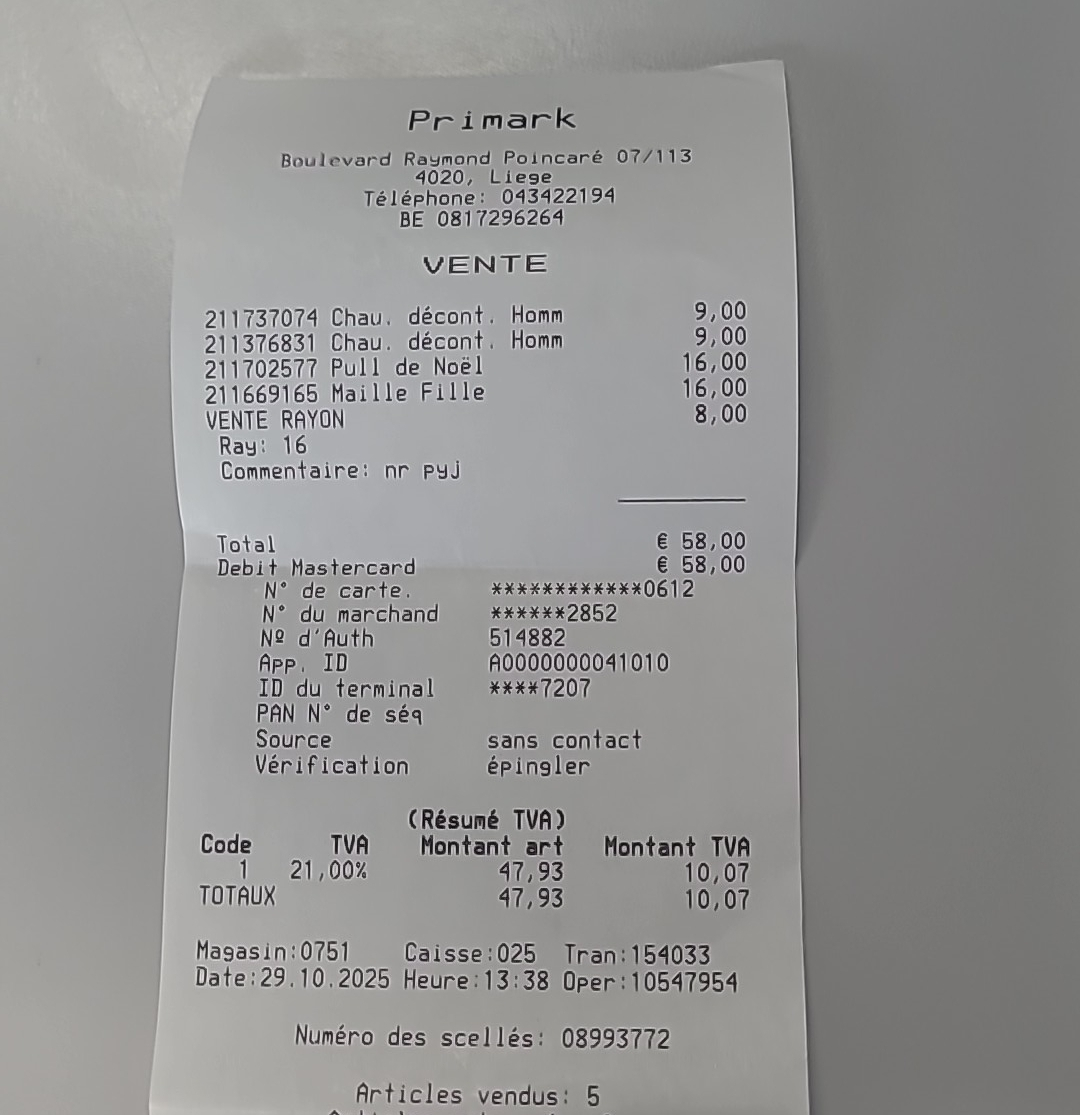 Primark
Boulevard Raymond Poincaré 07/113
4020, Liege
Téléphone: 043422194
BE 0817296264
VENTE
211737074 Chau. décont. Homm 9,00
211376831 Chau. décont. Homm 9,00
211702577 Pull de Noël 16,00
211669165 Maille Fille 16,00
VENTE RAYON 8,00
Ray: 16
Commentaire: nr pyj
Total € 58,00
Debit Mastercard € 58,00
N° de carte. ************0612
N° du marchand ******2852
Nº d'Auth 514882
App. ID A0000000041010
ID du terminal ****7207
PAN N° de séq
Source sans contact
Vérification épingler
(Résumé TVA)
Code TVA Montant art Montant TVA
1 21,00% 47,93 10,07
TOTAUX 47,93 10,07
Magasin:0751 Caisse:025 Tran:154033
Date:29.10.2025 Heure:13:38 Oper:10547954
Numéro des scellés: 08993772
Articles vendus: 5